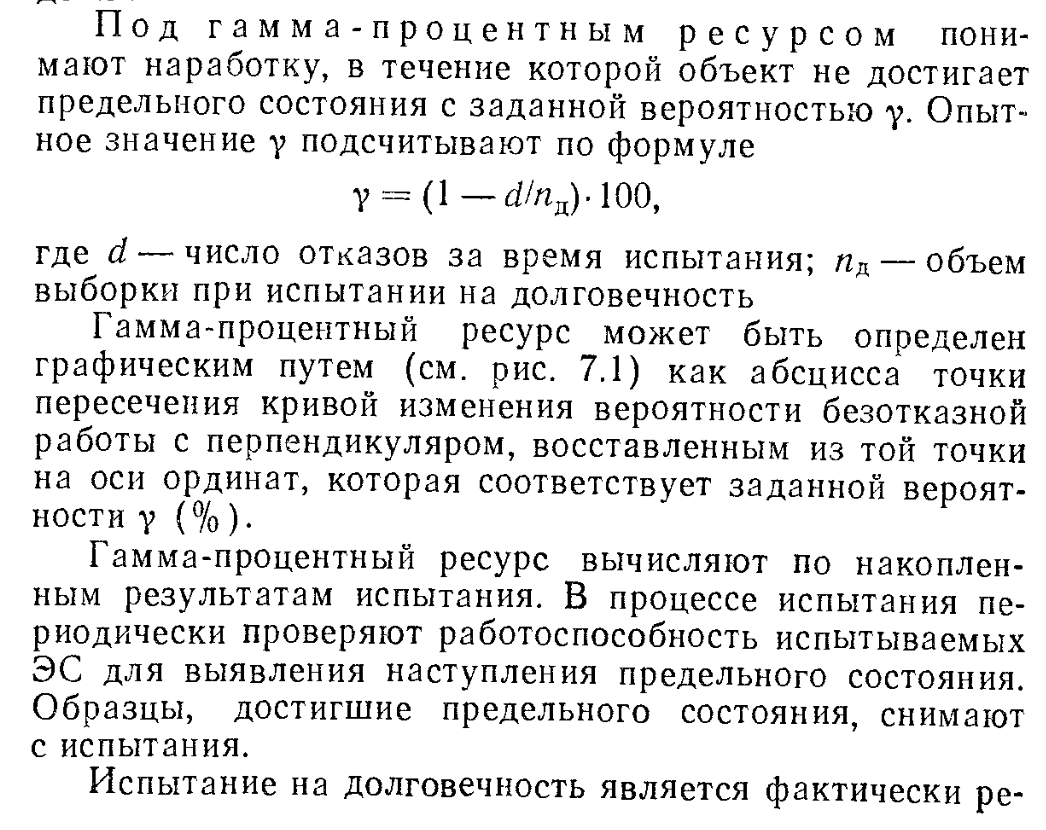 Под гамма-процентным ресурсом пони-
мают наработку, в течение которой объект не достигает
предельного состояния с заданной вероятностью γ. Опыт-
ное значение γ подсчитывают по формуле
γ = (1 — d/nд)·100,
где d — число отказов за время испытания; nд — объем
выборки при испытании на долговечность
Гамма-процентный ресурс может быть определен
графическим путем (см. рис. 7.1) как абсцисса точки
пересечения кривой изменения вероятности безотказной
работы с перпендикуляром, восставленным из той точки
на оси ординат, которая соответствует заданной вероят-
ности γ (%).
Гамма-процентный ресурс вычисляют по накоплен-
ным результатам испытания. В процессе испытания пе-
риодически проверяют работоспособность испытываемых
ЭС для выявления наступления предельного состояния.
Образцы, достигшие предельного состояния, снимают
с испытания.
Испытание на долговечность является фактически ре-